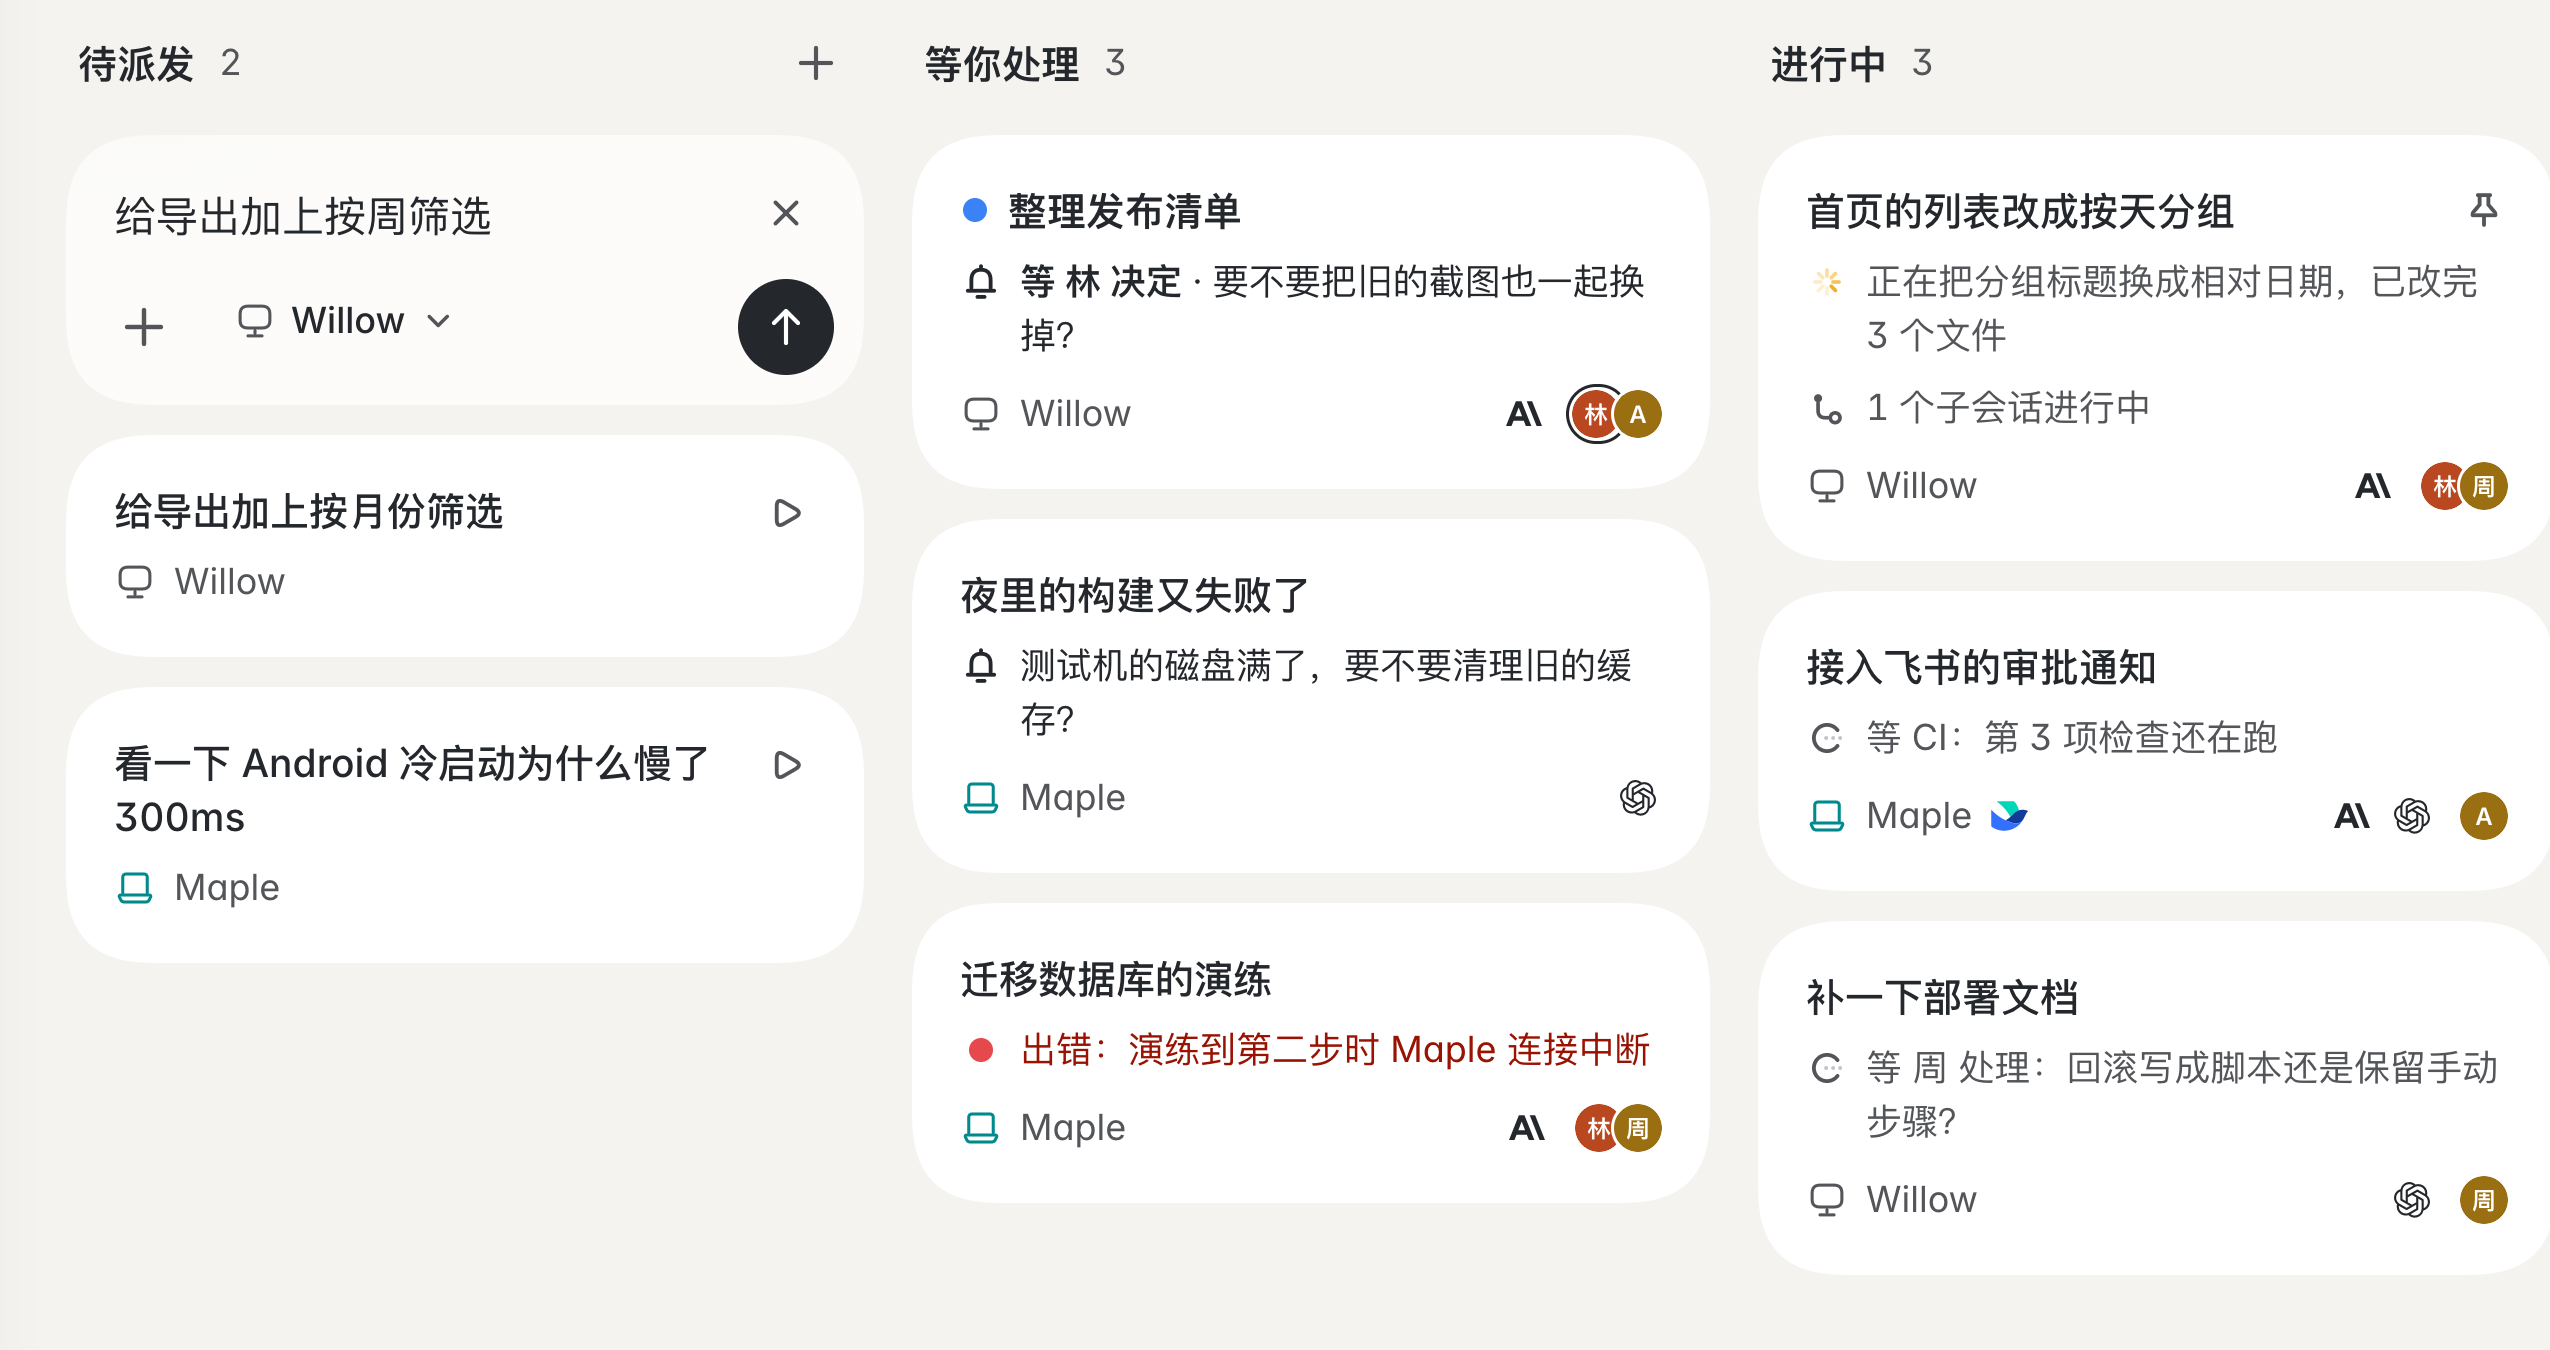 待派发 2
给导出加上按周筛选
Willow
给导出加上按月份筛选
Willow
看一下 Android 冷启动为什么慢了
300ms
Maple
等你处理 3
整理发布清单
等 林 决定 · 要不要把旧的截图也一起换
掉?
Willow
林 A
夜里的构建又失败了
测试机的磁盘满了，要不要清理旧的缓
存?
Maple
迁移数据库的演练
出错：演练到第二步时 Maple 连接中断
Maple
林 周
进行中 3
首页的列表改成按天分组
正在把分组标题换成相对日期，已改完
3 个文件
1 个子会话进行中
Willow
林 周
接入飞书的审批通知
等 CI：第 3 项检查还在跑
Maple
A
补一下部署文档
等 周 处理：回滚写成脚本还是保留手动
步骤?
Willow
周